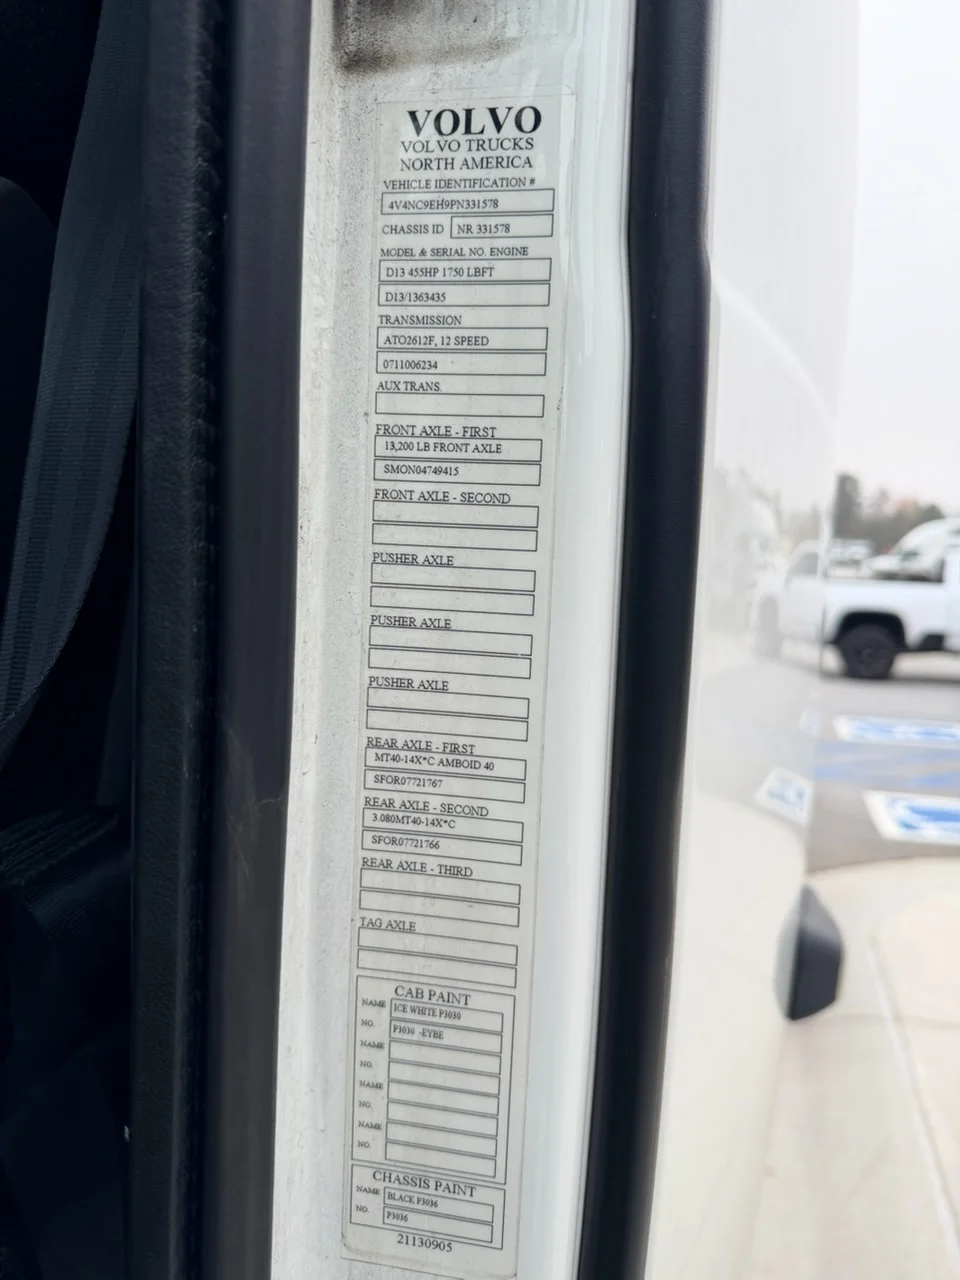 VOLVO
VOLVO TRUCKS
NORTH AMERICA
VEHICLE IDENTIFICATION #
4V4NC9EH9PN331578
CHASSIS ID NR 331578
MODEL & SERIAL NO. ENGINE
D13 455HP 1750 LBFT
D13/1363435
TRANSMISSION
ATO2612F, 12 SPEED
0711006234
AUX TRANS.
FRONT AXLE - FIRST
13,200 LB FRONT AXLE
SMON04749415
FRONT AXLE - SECOND
PUSHER AXLE
PUSHER AXLE
PUSHER AXLE
REAR AXLE - FIRST
MT40-14X*C AMBOID 40
SFOR07721767
REAR AXLE - SECOND
3.080MT40-14X*C
SFOR07721766
REAR AXLE - THIRD
TAG AXLE
CAB PAINT
NAME ICE WHITE P3030
NO. P3030 -EYBE
NAME
NO.
NAME
NO.
NAME
NO.
CHASSIS PAINT
NAME BLACK P3036
NO. P3036
21130905